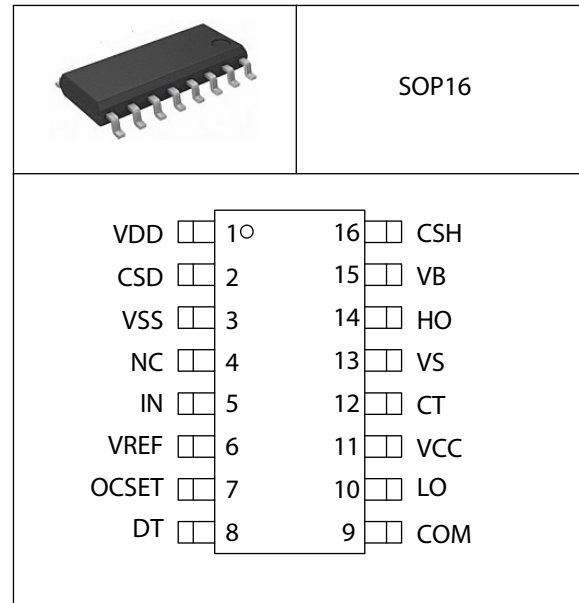 SOP16
VDD 1 16 CSH
CSD 2 15 VB
VSS 3 14 HO
NC 4 13 VS
IN 5 12 CT
VREF 6 11 VCC
OCSET 7 10 LO
DT 8 9 COM